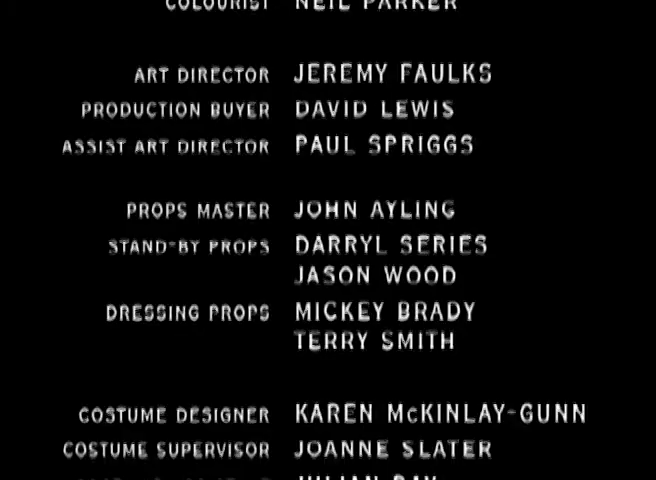 COLOURIST NEIL PARKER
ART DIRECTOR JEREMY FAULKS
PRODUCTION BUYER DAVID LEWIS
ASSIST ART DIRECTOR PAUL SPRIGGS
PROPS MASTER JOHN AYLING
STAND-BY PROPS DARRYL SERIES
JASON WOOD
DRESSING PROPS MICKEY BRADY
TERRY SMITH
COSTUME DESIGNER KAREN McKINLAY-GUNN
COSTUME SUPERVISOR JOANNE SLATER